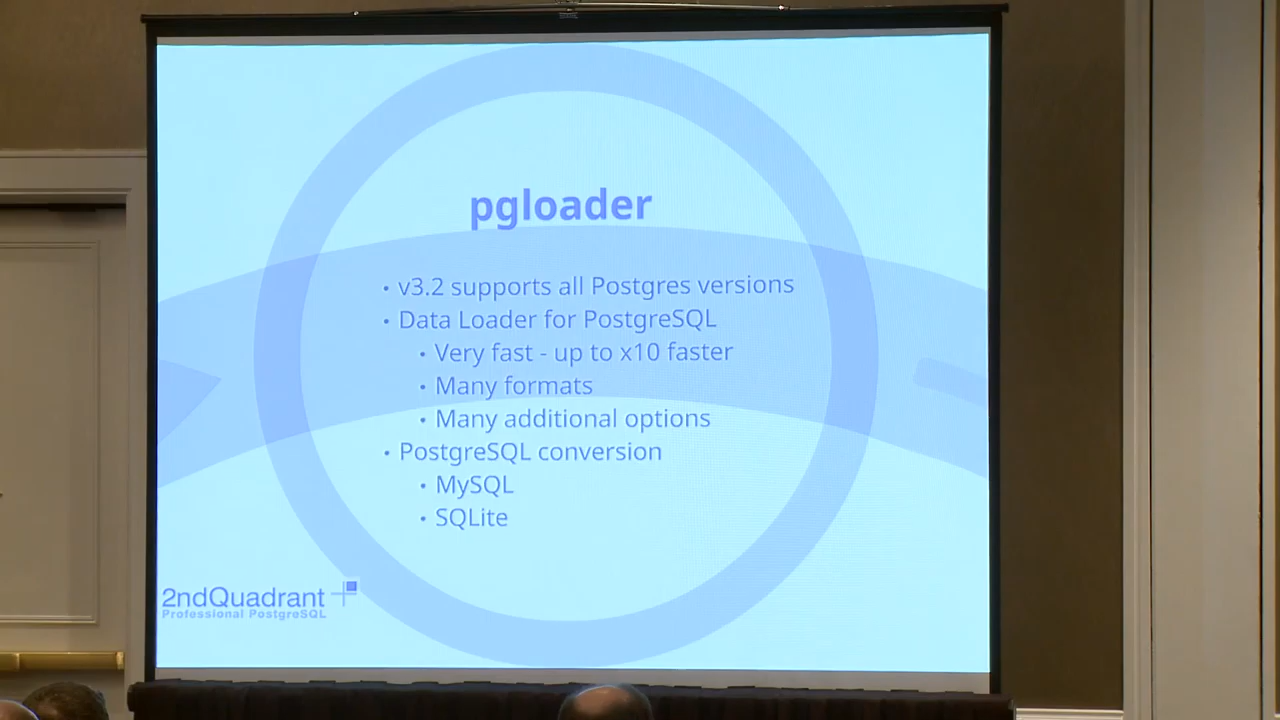 pgloader
• v3.2 supports all Postgres versions
• Data Loader for PostgreSQL
• Very fast - up to x10 faster
• Many formats
• Many additional options
• PostgreSQL conversion
• MySQL
• SQLite
2ndQuadrant
Professional PostgreSQL